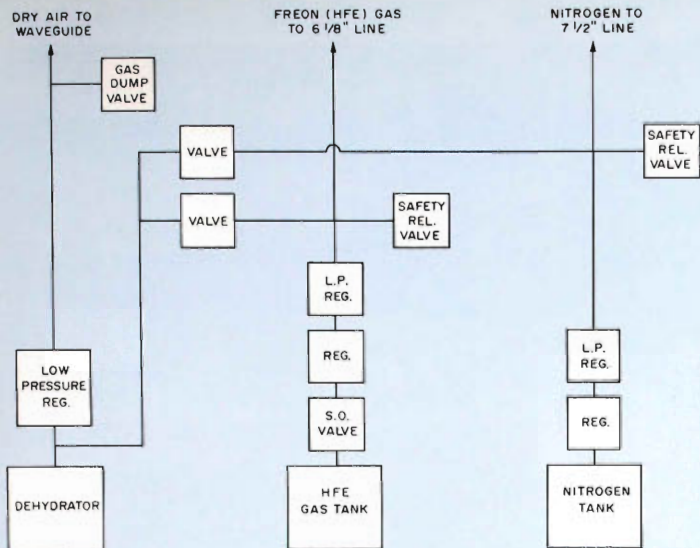 DRY AIR TO
WAVEGUIDE
FREON (HFE) GAS
TO 6 1/8" LINE
NITROGEN TO
7 1/2" LINE
GAS
DUMP
VALVE
VALVE
SAFETY
REL.
VALVE
VALVE
SAFETY
REL.
VALVE
L.P.
REG.
LOW
PRESSURE
REG.
REG.
L.P.
REG.
S.O.
VALVE
REG.
DEHYDRATOR
HFE
GAS TANK
NITROGEN
TANK